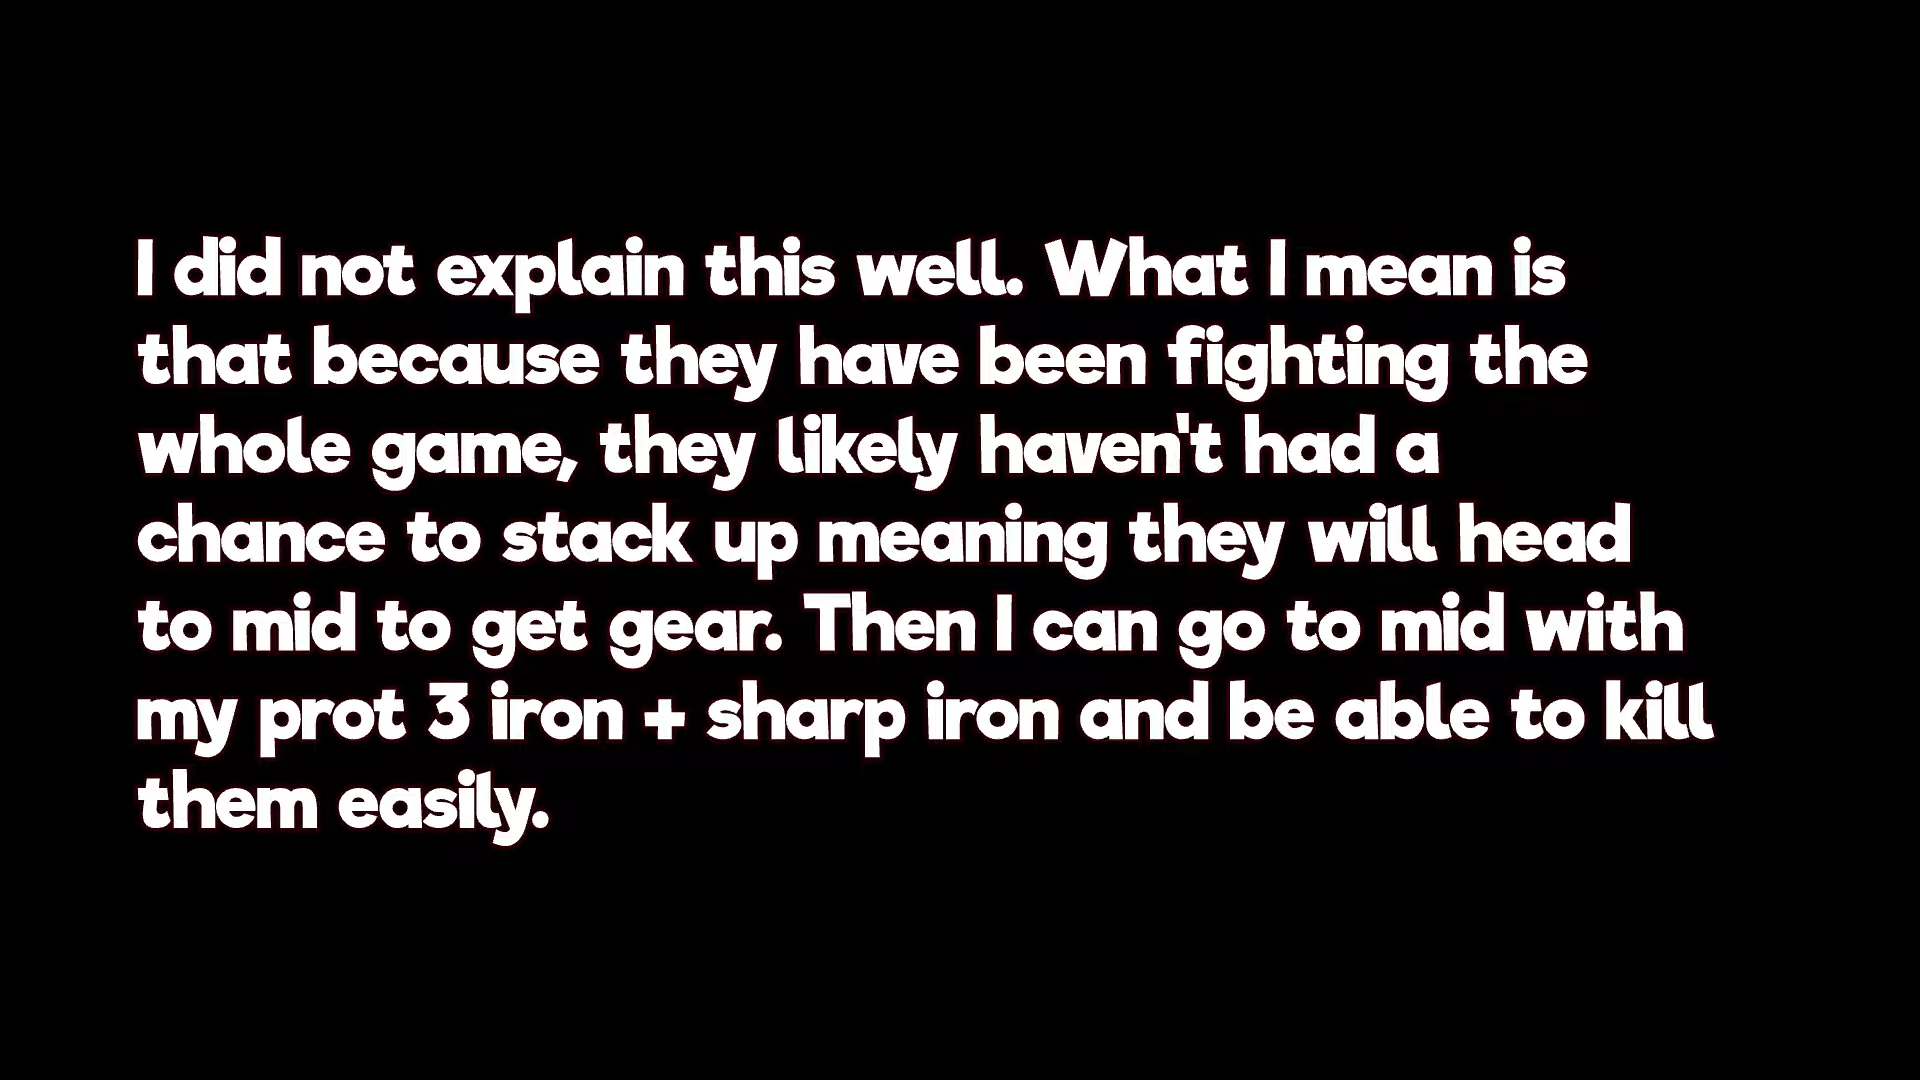 I did not explain this well. What I mean is
that because they have been fighting the
whole game, they likely haven't had a
chance to stack up meaning they will head
to mid to get gear. Then I can go to mid with
my prot 3 iron + sharp iron and be able to kill
them easily.